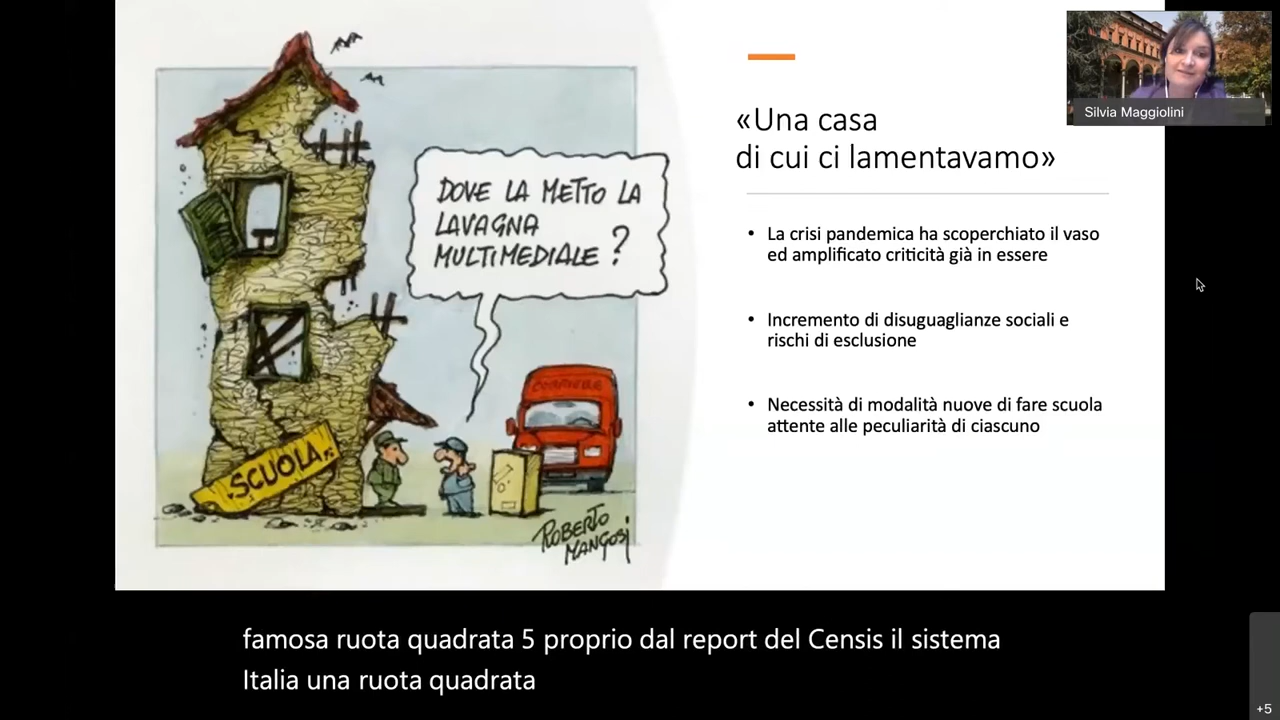 «Una casa
di cui ci lamentavamo»
• La crisi pandemica ha scoperchiato il vaso
ed amplificato criticità già in essere
• Incremento di disuguaglianze sociali e
rischi di esclusione
• Necessità di modalità nuove di fare scuola
attente alle peculiarità di ciascuno
DOVE LA METTO LA
LAVAGNA
MULTIMEDIALE ?
CORRIERE
SCUOLA
ROBERTO
MANGOSI
Silvia Maggiolini
famosa ruota quadrata 5 proprio dal report del Censis il sistema
Italia una ruota quadrata
+5